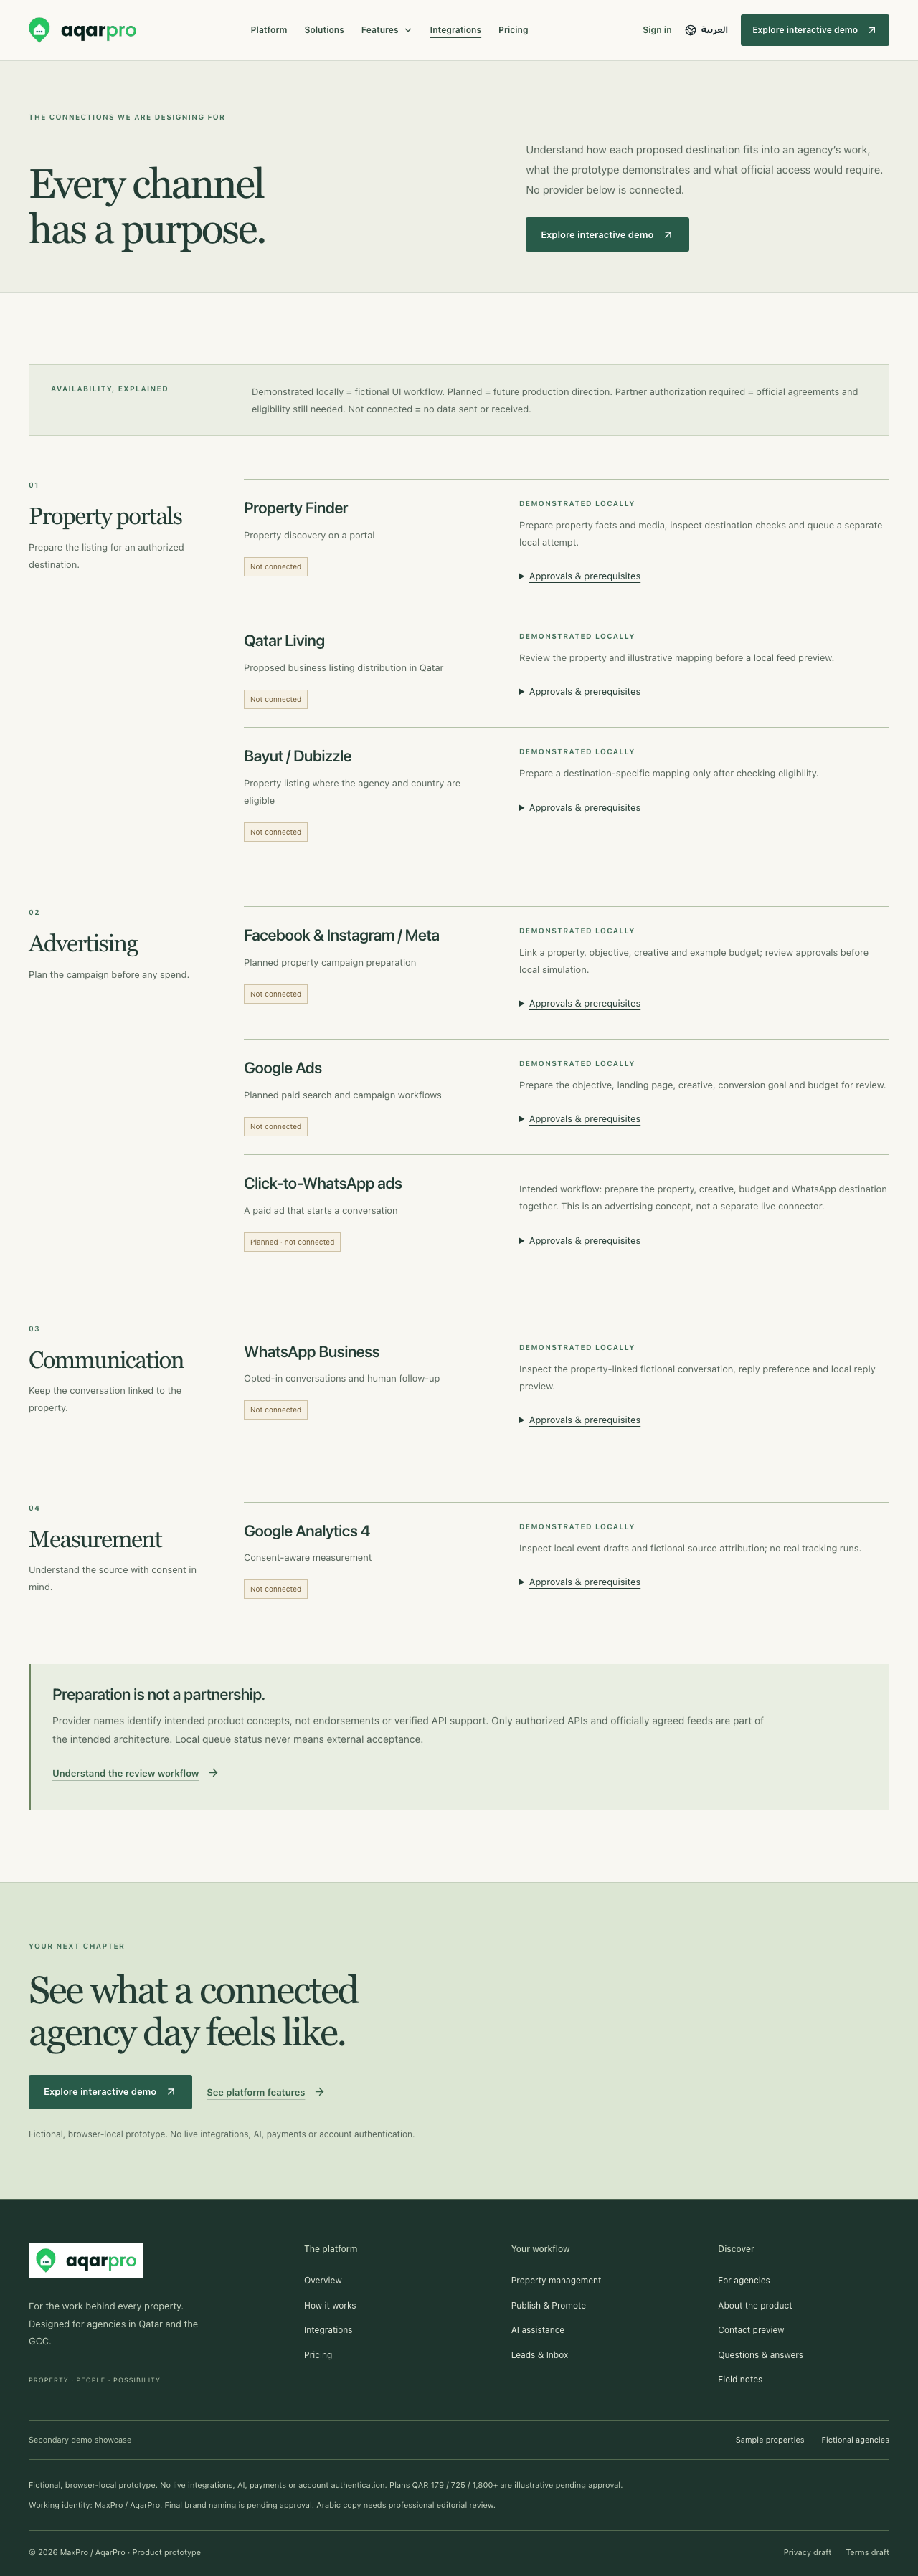 aqarpro
Platform Solutions Features Integrations Pricing
Sign in العربية Explore interactive demo
THE CONNECTIONS WE ARE DESIGNING FOR
Every channel
has a purpose.
Understand how each proposed destination fits into an agency's work,
what the prototype demonstrates and what official access would require.
No provider below is connected.
Explore interactive demo
AVAILABILITY, EXPLAINED
Demonstrated locally = fictional UI workflow. Planned = future production direction. Partner authorization required = official agreements and
eligibility still needed. Not connected = no data sent or received.
01
Property portals
Prepare the listing for an authorized
destination.
Property Finder
Property discovery on a portal
Not connected
DEMONSTRATED LOCALLY
Prepare property facts and media, inspect destination checks and queue a separate
local attempt.
Approvals & prerequisites
Qatar Living
Proposed business listing distribution in Qatar
Not connected
DEMONSTRATED LOCALLY
Review the property and illustrative mapping before a local feed preview.
Approvals & prerequisites
Bayut / Dubizzle
Property listing where the agency and country are
eligible
Not connected
DEMONSTRATED LOCALLY
Prepare a destination-specific mapping only after checking eligibility.
Approvals & prerequisites
02
Advertising
Plan the campaign before any spend.
Facebook & Instagram / Meta
Planned property campaign preparation
Not connected
DEMONSTRATED LOCALLY
Link a property, objective, creative and example budget; review approvals before
local simulation.
Approvals & prerequisites
Google Ads
Planned paid search and campaign workflows
Not connected
DEMONSTRATED LOCALLY
Prepare the objective, landing page, creative, conversion goal and budget for review.
Approvals & prerequisites
Click-to-WhatsApp ads
A paid ad that starts a conversation
Planned · not connected
Intended workflow: prepare the property, creative, budget and WhatsApp destination
together. This is an advertising concept, not a separate live connector.
Approvals & prerequisites
03
Communication
Keep the conversation linked to the
property.
WhatsApp Business
Opted-in conversations and human follow-up
Not connected
DEMONSTRATED LOCALLY
Inspect the property-linked fictional conversation, reply preference and local reply
preview.
Approvals & prerequisites
04
Measurement
Understand the source with consent in
mind.
Google Analytics 4
Consent-aware measurement
Not connected
DEMONSTRATED LOCALLY
Inspect local event drafts and fictional source attribution; no real tracking runs.
Approvals & prerequisites
Preparation is not a partnership.
Provider names identify intended product concepts, not endorsements or verified API support. Only authorized APIs and officially agreed feeds are part of
the intended architecture. Local queue status never means external acceptance.
Understand the review workflow
YOUR NEXT CHAPTER
See what a connected
agency day feels like.
Explore interactive demo See platform features
Fictional, browser-local prototype. No live integrations, AI, payments or account authentication.
aqarpro
For the work behind every property.
Designed for agencies in Qatar and the
GCC.
PROPERTY · PEOPLE · POSSIBILITY
The platform
Overview
How it works
Integrations
Pricing
Your workflow
Property management
Publish & Promote
AI assistance
Leads & Inbox
Discover
For agencies
About the product
Contact preview
Questions & answers
Field notes
Secondary demo showcase
Sample properties Fictional agencies
Fictional, browser-local prototype. No live integrations, AI, payments or account authentication. Plans QAR 179 / 725 / 1,800+ are illustrative pending approval.
Working identity: MaxPro / AqarPro. Final brand naming is pending approval. Arabic copy needs professional editorial review.
© 2026 MaxPro / AqarPro · Product prototype
Privacy draft Terms draft